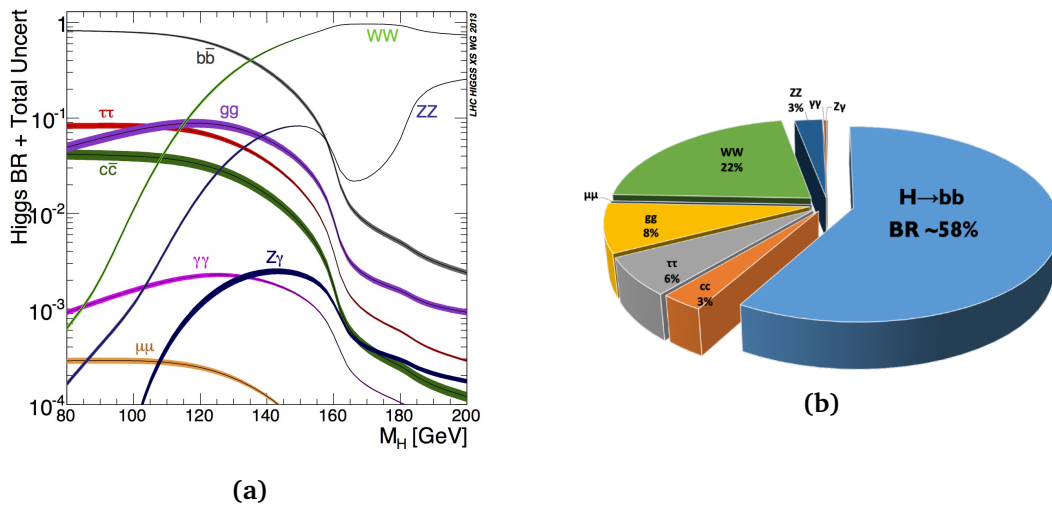 Higgs BR + Total Uncert
1
10⁻¹
10⁻²
10⁻³
10⁻⁴
80 100 120 140 160 180 200
M_H [GeV]
LHC HIGGS XS WG 2013
bb̅
WW
ττ
gg
ZZ
cc̅
γγ
Zγ
μμ
(a)
ZZ
3%
γγ
Zγ
WW
22%
μμ
gg
8%
ττ
6%
cc
3%
H→bb
BR ~58%
(b)